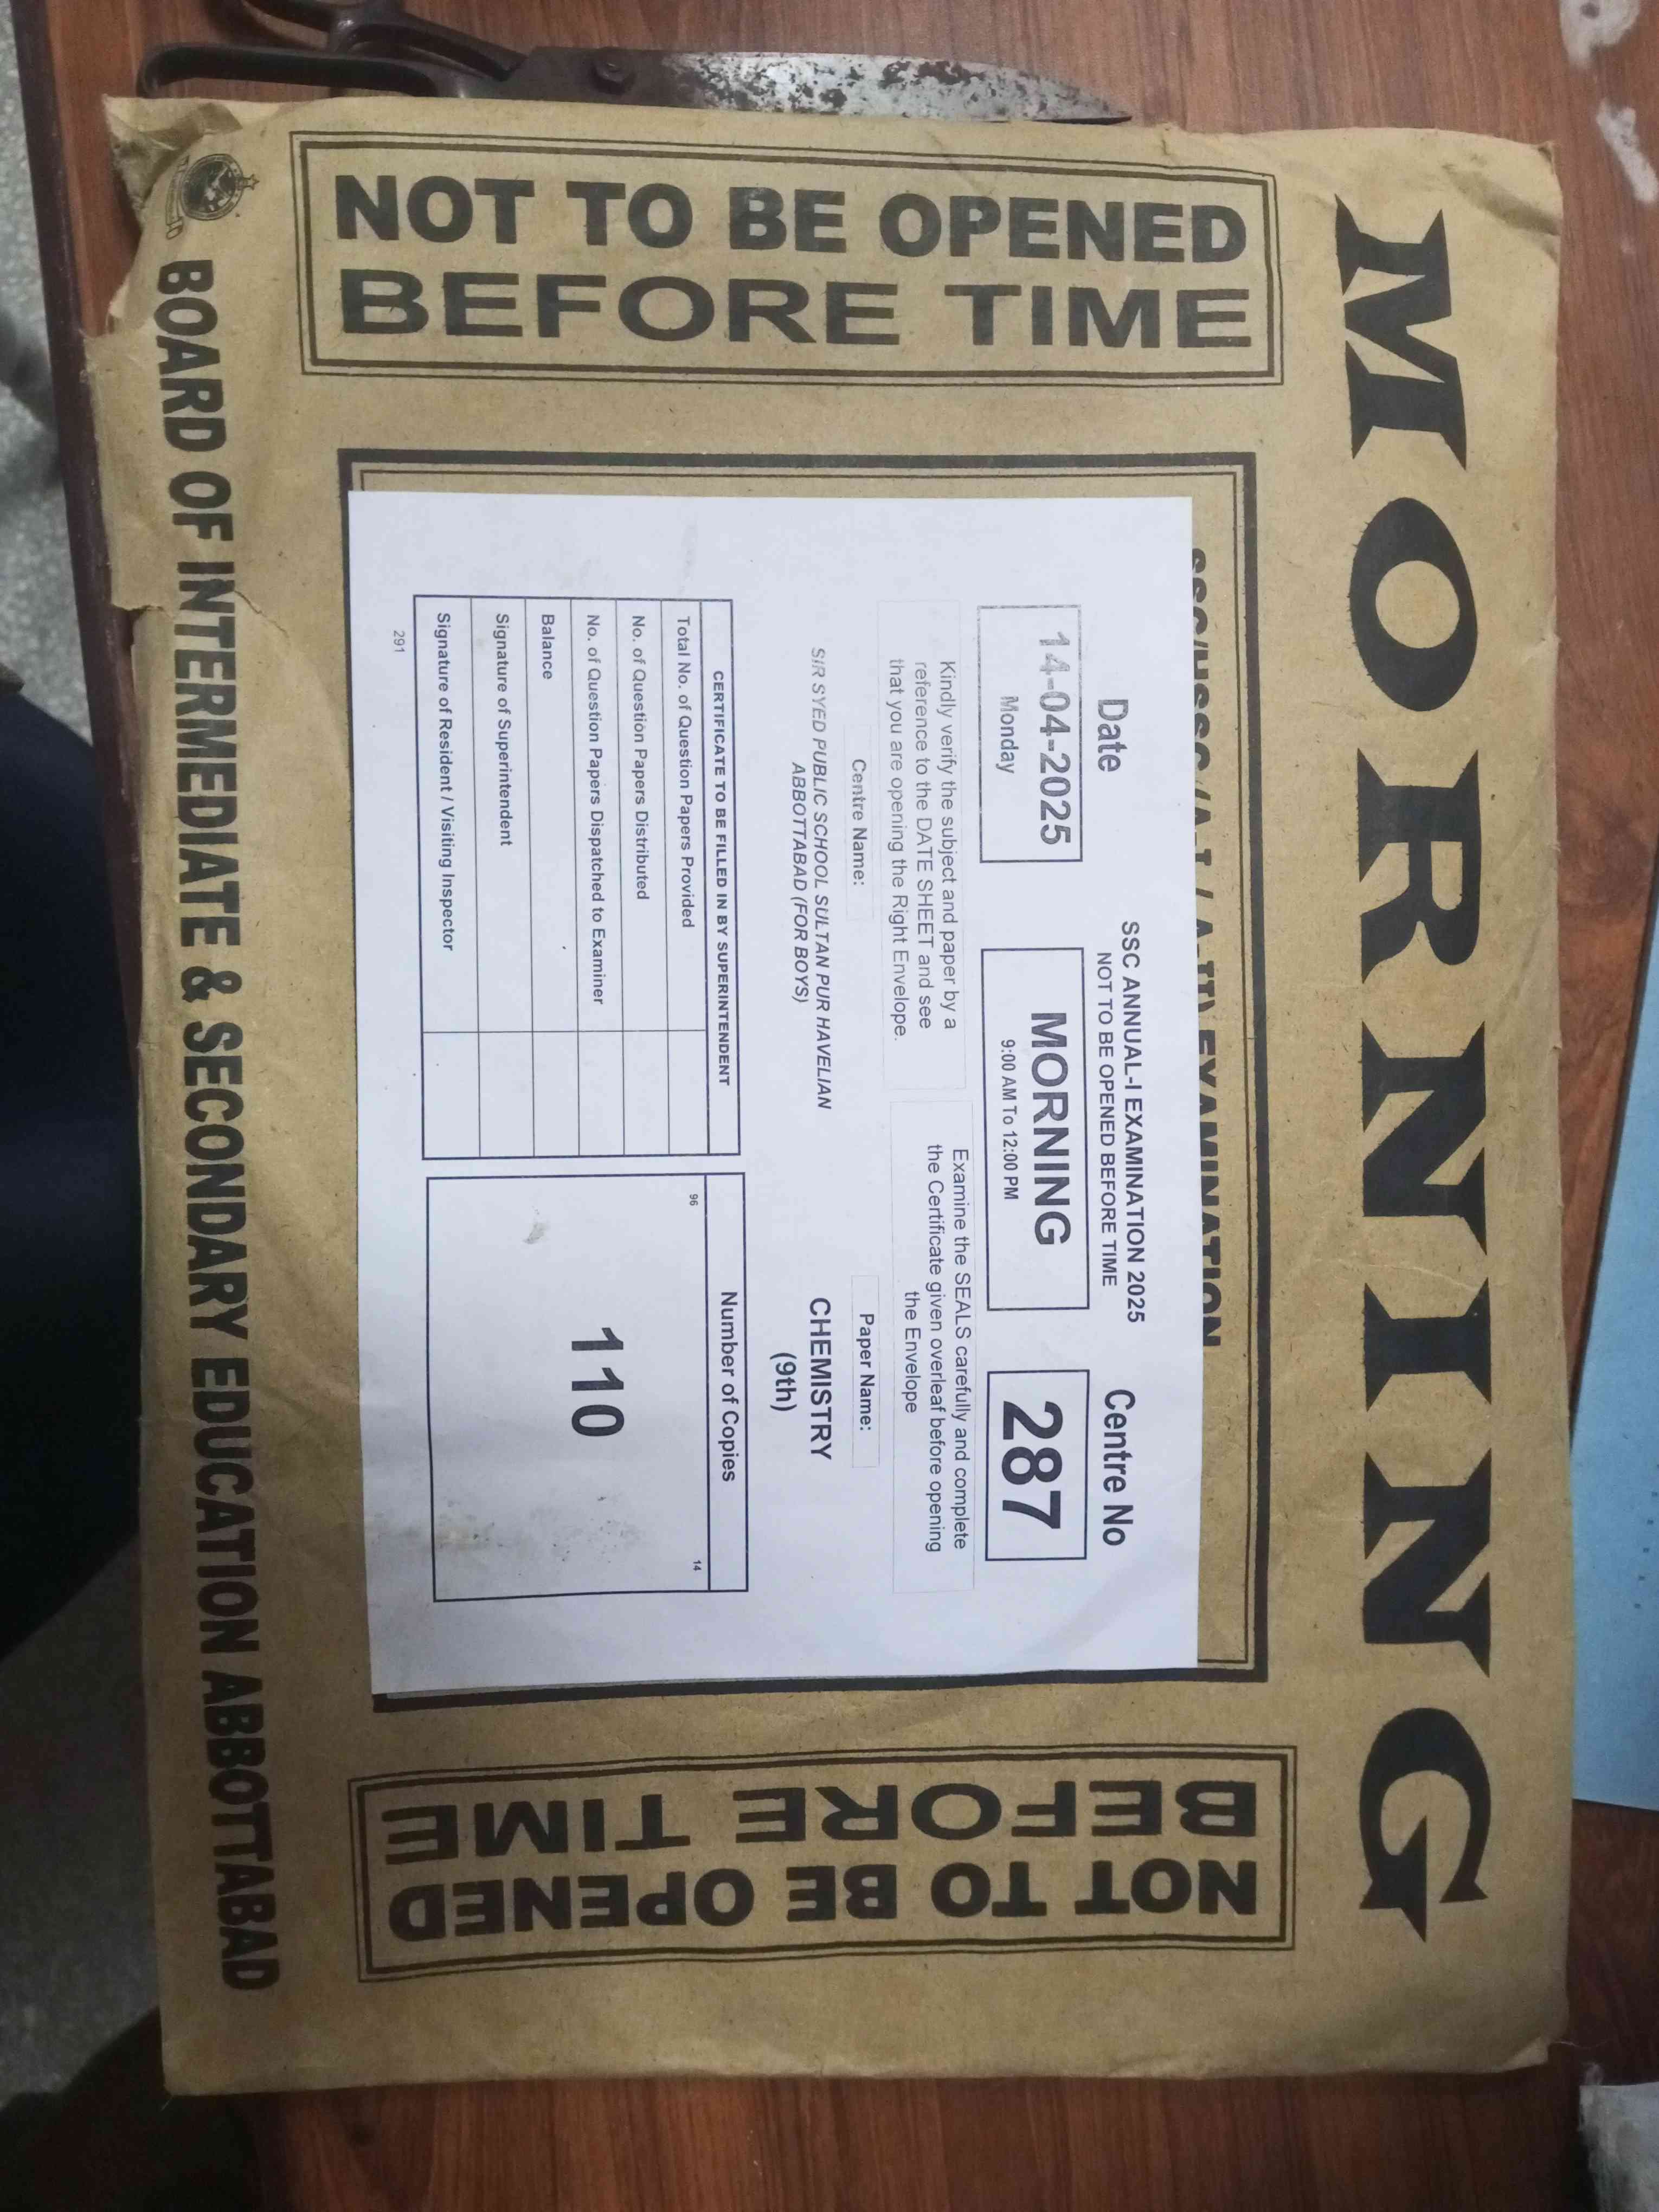 MORNING
NOT TO BE OPENED
BEFORE TIME
EXAMINATION
SSC ANNUAL-I EXAMINATION 2025
NOT TO BE OPENED BEFORE TIME
Date
14-04-2025
Monday
MORNING
9:00 AM To 12:00 PM
Centre No
287
Kindly verify the subject and paper by a
reference to the DATE SHEET and see
that you are opening the Right Envelope.
Examine the SEALS carefully and complete
the Certificate given overleaf before opening
the Envelope
Centre Name:
SIR SYED PUBLIC SCHOOL SULTAN PUR HAVELIAN
ABBOTTABAD (FOR BOYS)
Paper Name:
CHEMISTRY
(9th)
CERTIFICATE TO BE FILLED IN BY SUPERINTENDENT
Total No. of Question Papers Provided
No. of Question Papers Distributed
No. of Question Papers Dispatched to Examiner
Balance
Signature of Superintendent
Signature of Resident / Visiting Inspector
291
Number of Copies
96
14
110
NOT TO BE OPENED
BEFORE TIME
BOARD OF INTERMEDIATE & SECONDARY EDUCATION ABBOTTABAD